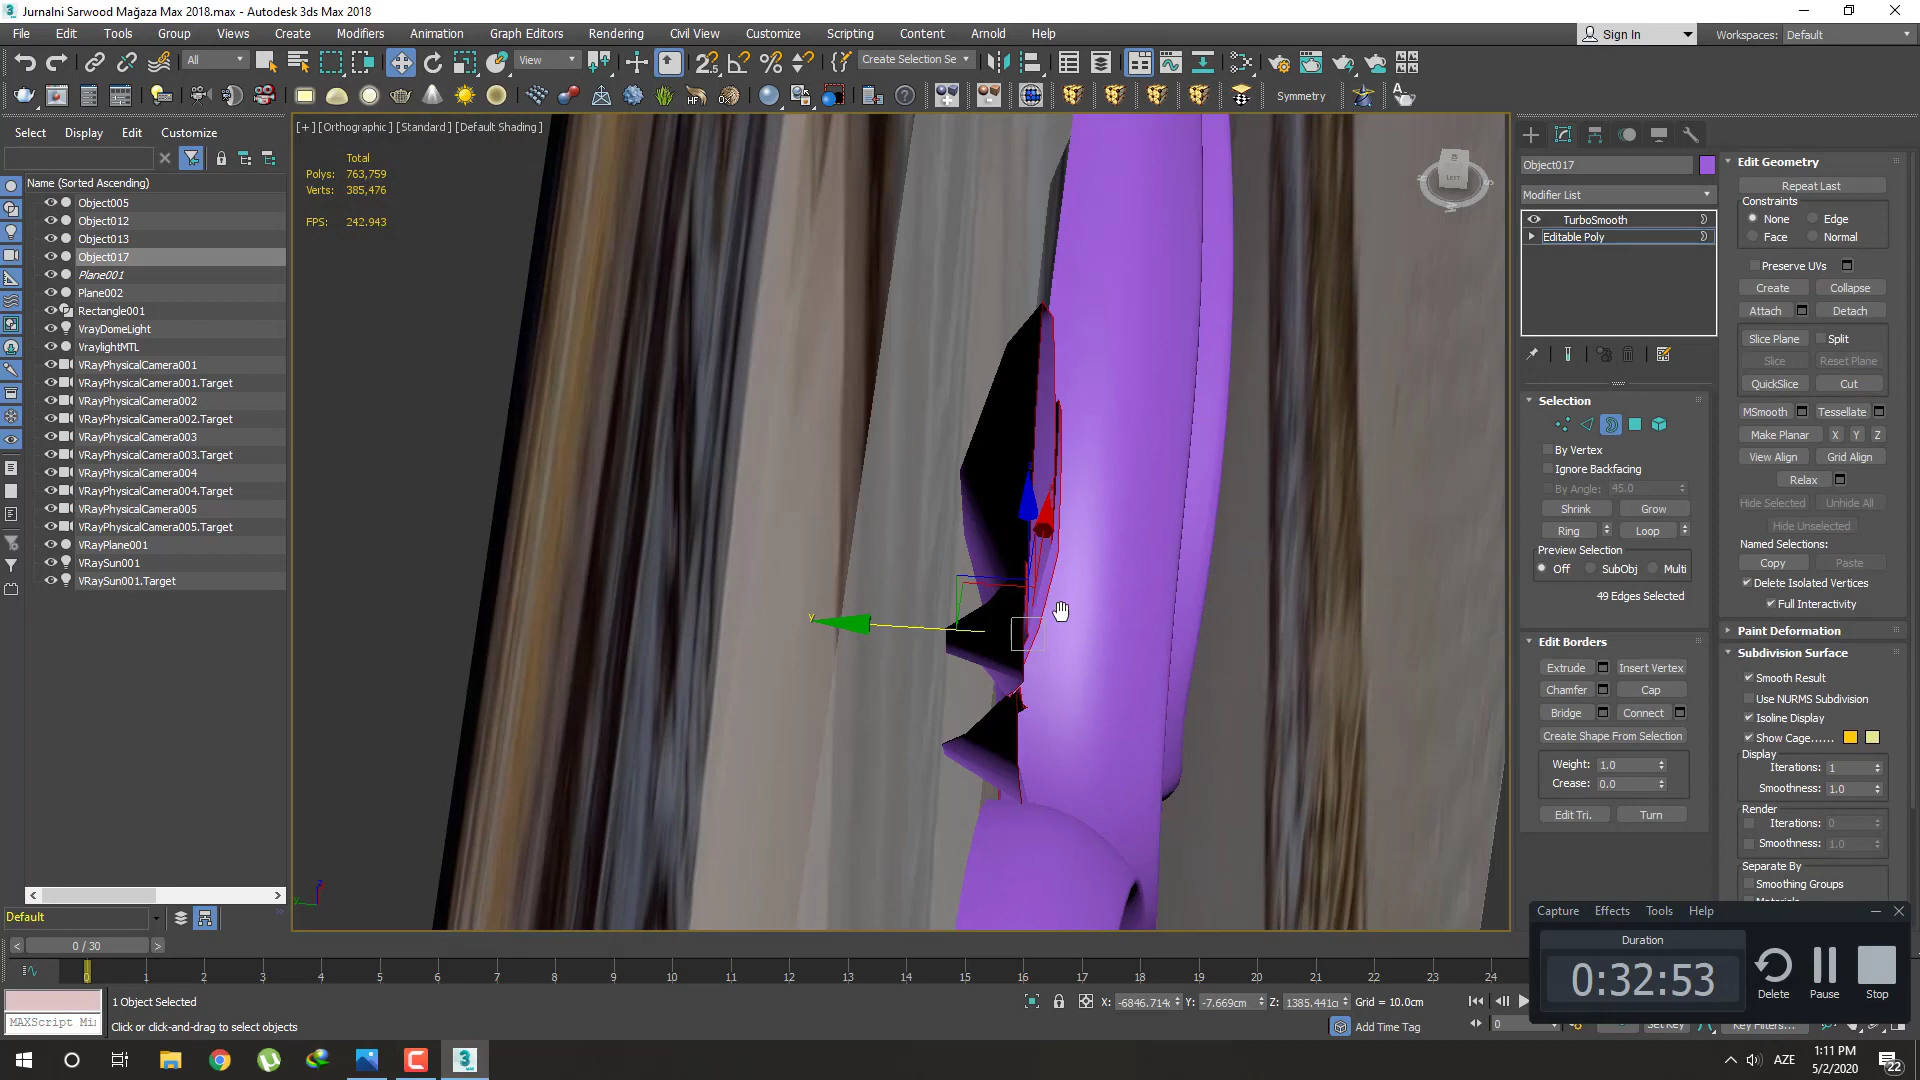 Jurnalni Sarwood Mağaza Max 2018.max - Autodesk 3ds Max 2018
File Edit Tools Group Views Create Modifiers Animation Graph Editors Rendering Civil View Customize Scripting Content Arnold Help Sign In Workspaces: Default
All View Create Selection Se
HF Symmetry
Select Display Edit Customize
[+] [Orthographic] [Standard] [Default Shading]
Total
Polys: 763,759
Verts: 385,476
FPS: 242.943
LEFT
Name (Sorted Ascending)
Object005
Object012
Object013
Object017
Plane001
Plane002
Rectangle001
VrayDomeLight
VraylightMTL
VRayPhysicalCamera001
VRayPhysicalCamera001.Target
VRayPhysicalCamera002
VRayPhysicalCamera002.Target
VRayPhysicalCamera003
VRayPhysicalCamera003.Target
VRayPhysicalCamera004
VRayPhysicalCamera004.Target
VRayPhysicalCamera005
VRayPhysicalCamera005.Target
VRayPlane001
VRaySun001
VRaySun001.Target
y
Object017
Modifier List
TurboSmooth
Editable Poly
Selection
By Vertex
Ignore Backfacing
By Angle: 45.0
Shrink Grow
Ring Loop
Preview Selection
Off SubObj Multi
49 Edges Selected
Edit Borders
Extrude Insert Vertex
Chamfer Cap
Bridge Connect
Create Shape From Selection
Weight: 1.0
Crease: 0.0
Edit Tri. Turn
Edit Geometry
Repeat Last
Constraints
None Edge
Face Normal
Preserve UVs
Create Collapse
Attach Detach
Slice Plane Split
Slice Reset Plane
QuickSlice Cut
MSmooth Tessellate
Make Planar X Y Z
View Align Grid Align
Relax
Hide Selected Unhide All
Hide Unselected
Named Selections:
Copy Paste
Delete Isolated Vertices
Full Interactivity
Paint Deformation
Subdivision Surface
Smooth Result
Use NURMS Subdivision
Isoline Display
Show Cage......
Display
Iterations: 1
Smoothness: 1.0
Render
Iterations: 0
Smoothness: 1.0
Separate By
Smoothing Groups
Capture Effects Tools Help
Duration
0:32:53
Delete Pause Stop
Default
0 / 30
0 1 2 3 4 5 6 7 8 9 10 11 12 13 14 15 16 17 18 19 20 21 22 23 24
1 Object Selected
X: -6846.714c Y: -7.669cm Z: 1385.441cm Grid = 10.0cm
MAXScript Mi
Click or click-and-drag to select objects
Add Time Tag
0
Set Key Key Filters...
AZE
1:11 PM
5/2/2020
22